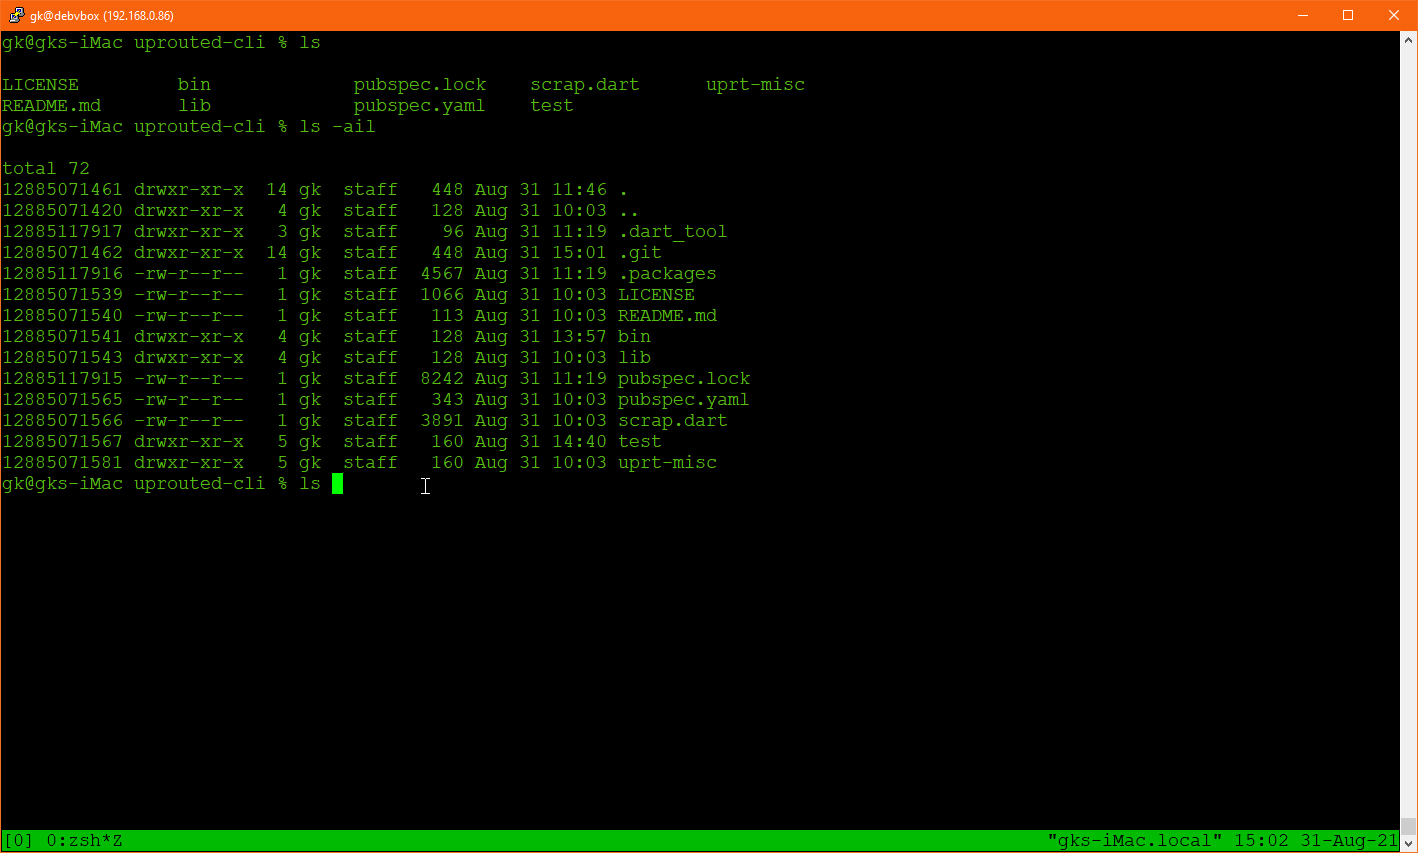 gk@debvbox (192.168.0.86)
gk@gks-iMac uprouted-cli % ls
LICENSE bin pubspec.lock scrap.dart uprt-misc
README.md lib pubspec.yaml test
gk@gks-iMac uprouted-cli % ls -ail
total 72
12885071461 drwxr-xr-x 14 gk staff 448 Aug 31 11:46 .
12885071420 drwxr-xr-x 4 gk staff 128 Aug 31 10:03 ..
12885117917 drwxr-xr-x 3 gk staff 96 Aug 31 11:19 .dart_tool
12885071462 drwxr-xr-x 14 gk staff 448 Aug 31 15:01 .git
12885117916 -rw-r--r-- 1 gk staff 4567 Aug 31 11:19 .packages
12885071539 -rw-r--r-- 1 gk staff 1066 Aug 31 10:03 LICENSE
12885071540 -rw-r--r-- 1 gk staff 113 Aug 31 10:03 README.md
12885071541 drwxr-xr-x 4 gk staff 128 Aug 31 13:57 bin
12885071543 drwxr-xr-x 4 gk staff 128 Aug 31 10:03 lib
12885117915 -rw-r--r-- 1 gk staff 8242 Aug 31 11:19 pubspec.lock
12885071565 -rw-r--r-- 1 gk staff 343 Aug 31 10:03 pubspec.yaml
12885071566 -rw-r--r-- 1 gk staff 3891 Aug 31 10:03 scrap.dart
12885071567 drwxr-xr-x 5 gk staff 160 Aug 31 14:40 test
12885071581 drwxr-xr-x 5 gk staff 160 Aug 31 10:03 uprt-misc
gk@gks-iMac uprouted-cli % ls
[0] 0:zsh*Z "gks-iMac.local" 15:02 31-Aug-21